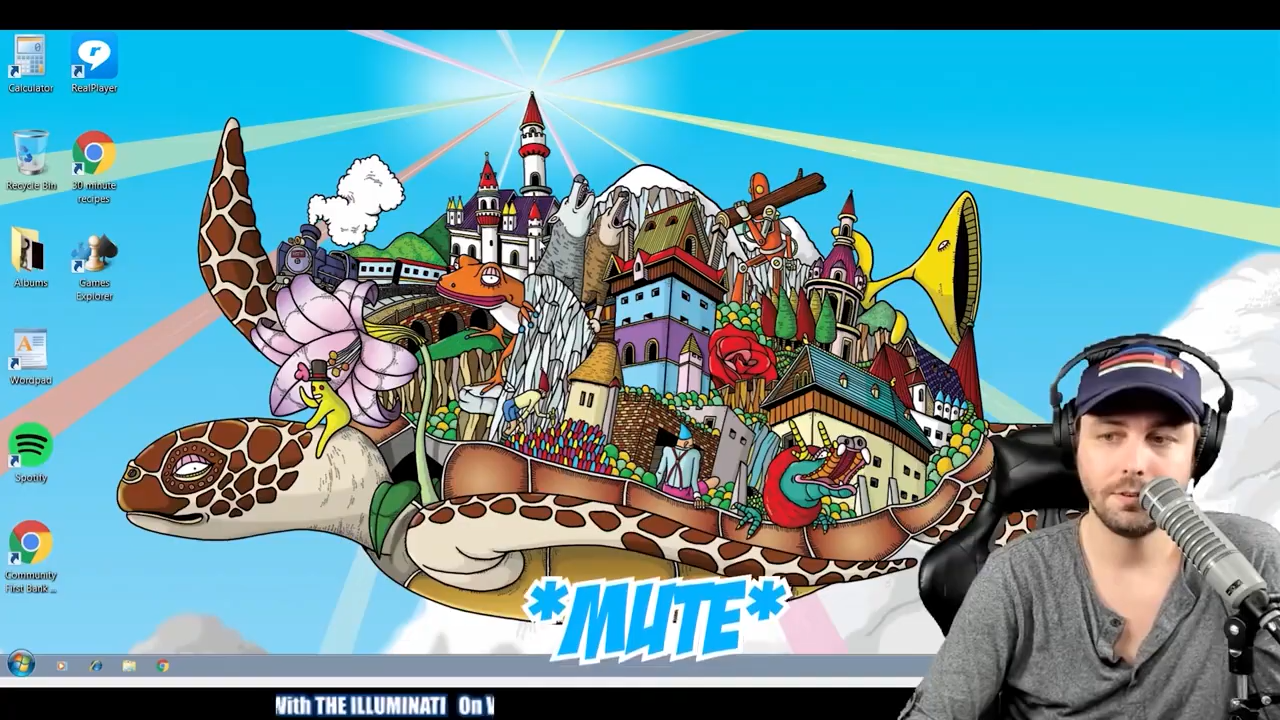 Calculator
RealPlayer
Recycle Bin
30 minute
recipes
Albums
Games
Explorer
Wordpad
Spotify
Community
First Bank ...
*MUTE*
With THE ILLUMINATI On